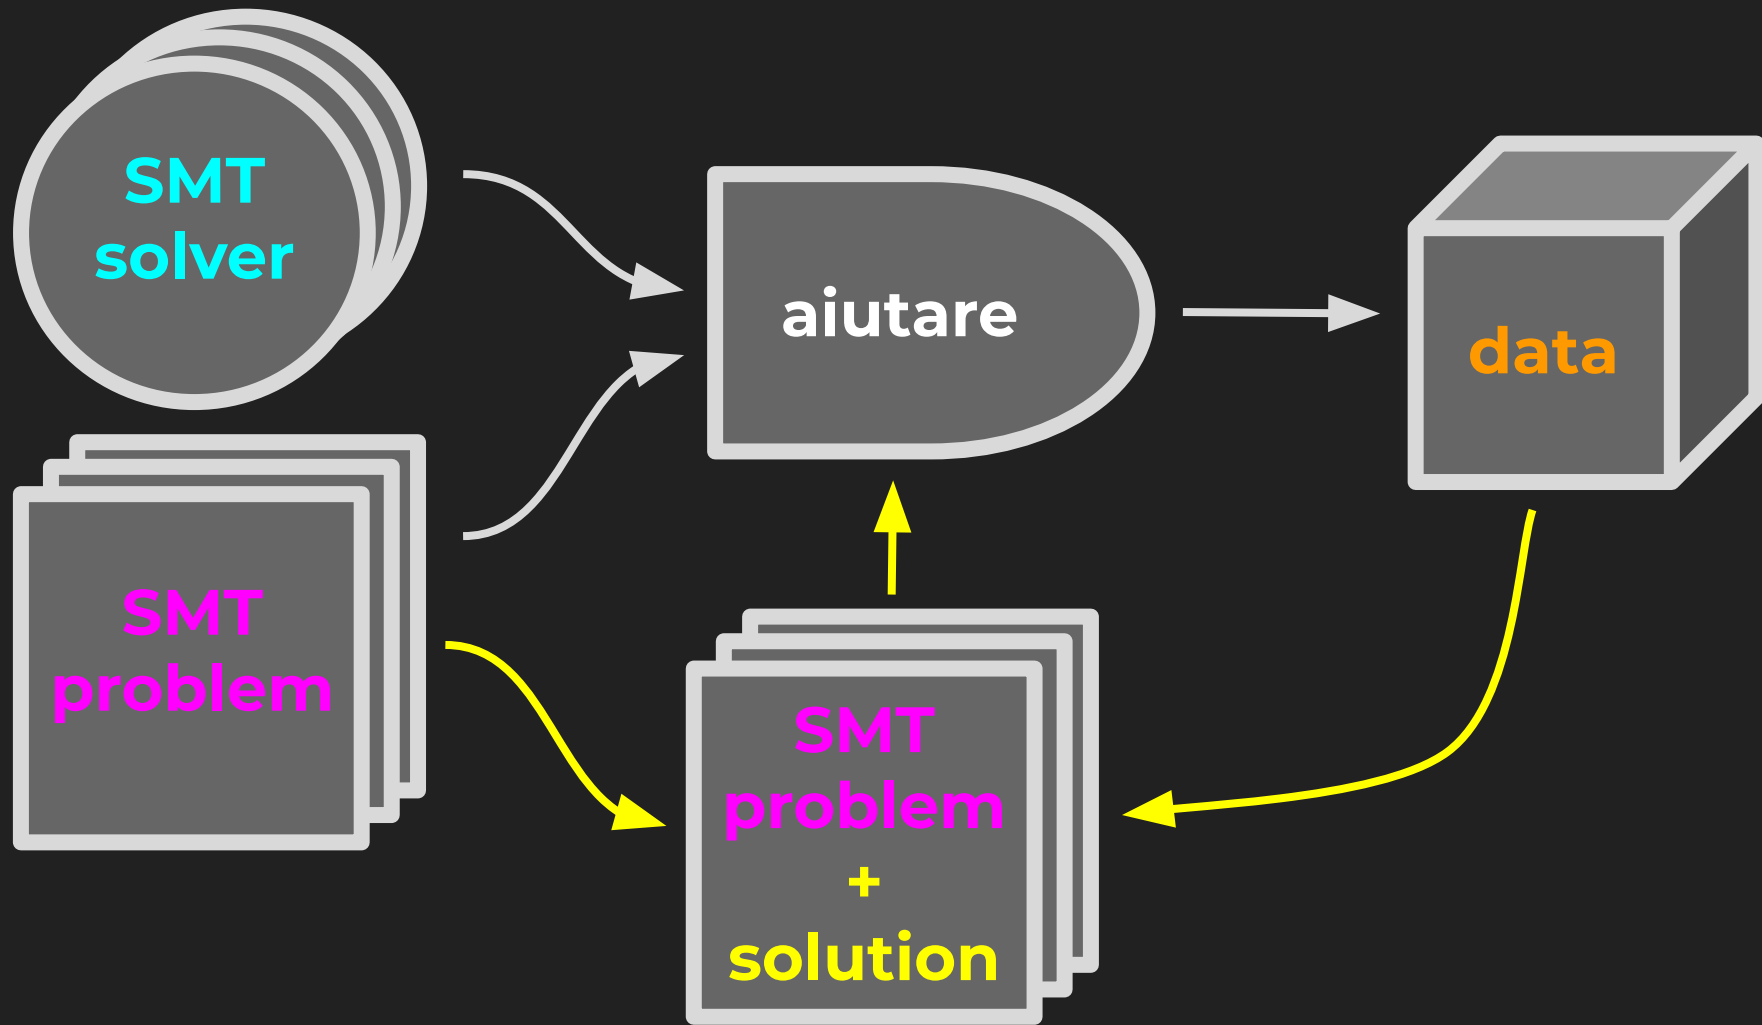 SMT
solver
aiutare
data
SMT
problem
SMT
problem
+
solution